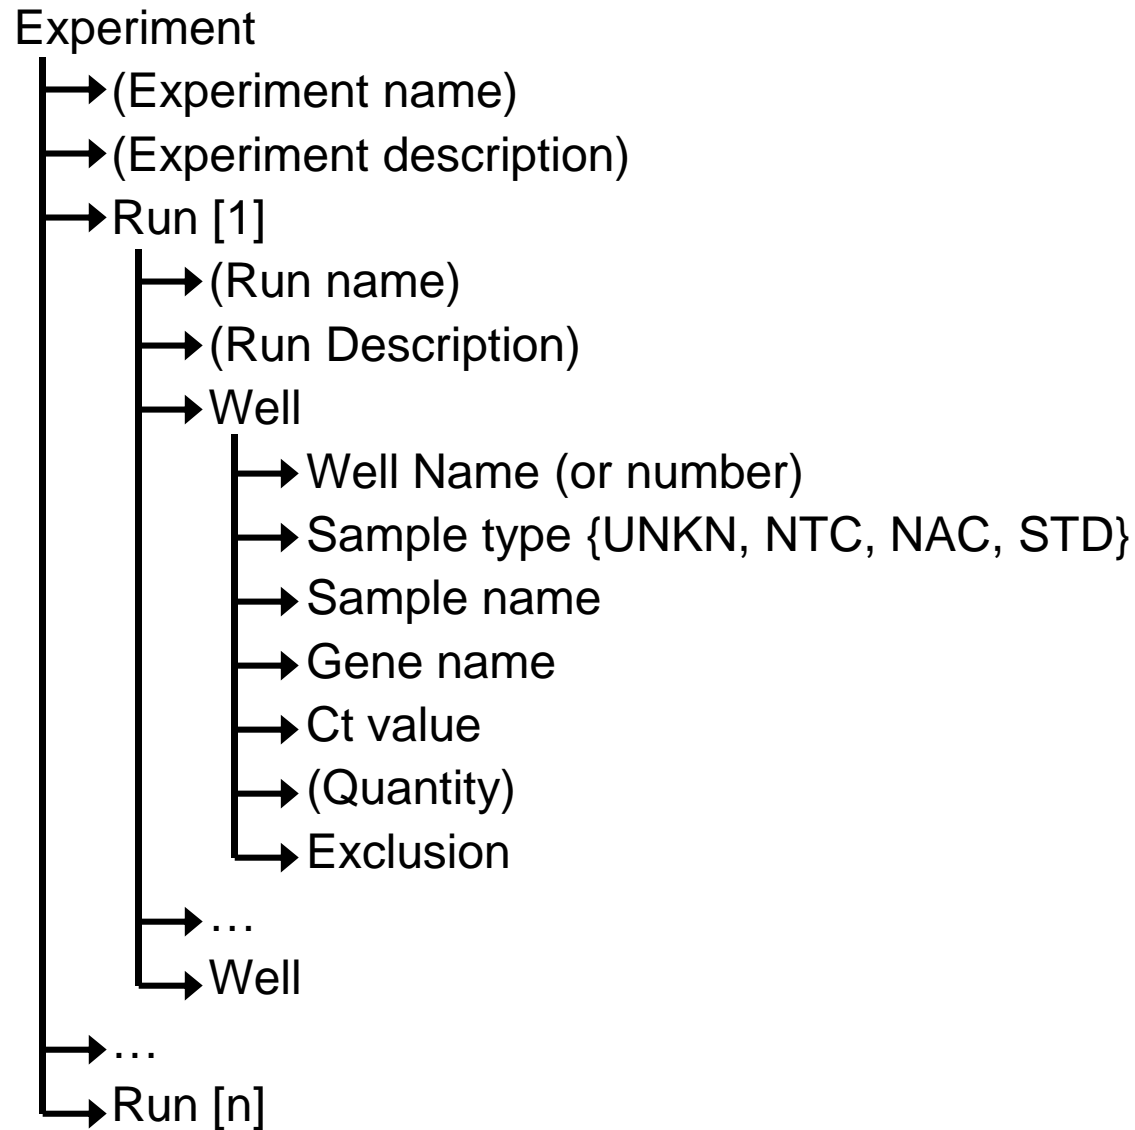 Experiment
(Experiment name)
(Experiment description)
Run [1]
(Run name)
(Run Description)
Well
Well Name (or number)
Sample type {UNKN, NTC, NAC, STD}
Sample name
Gene name
Ct value
(Quantity)
Exclusion
…
Well
…
Run [n]